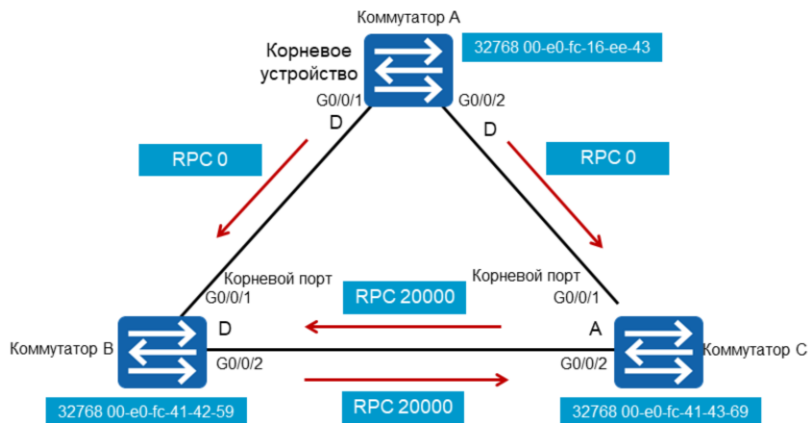 Коммутатор A
Корневое
устройство
32768 00-e0-fc-16-ee-43
G0/0/1
G0/0/2
D
D
RPC 0
RPC 0
Корневой порт
Корневой порт
G0/0/1
RPC 20000
G0/0/1
D
A
Коммутатор B
Коммутатор C
G0/0/2
G0/0/2
32768 00-e0-fc-41-42-59
RPC 20000
32768 00-e0-fc-41-43-69